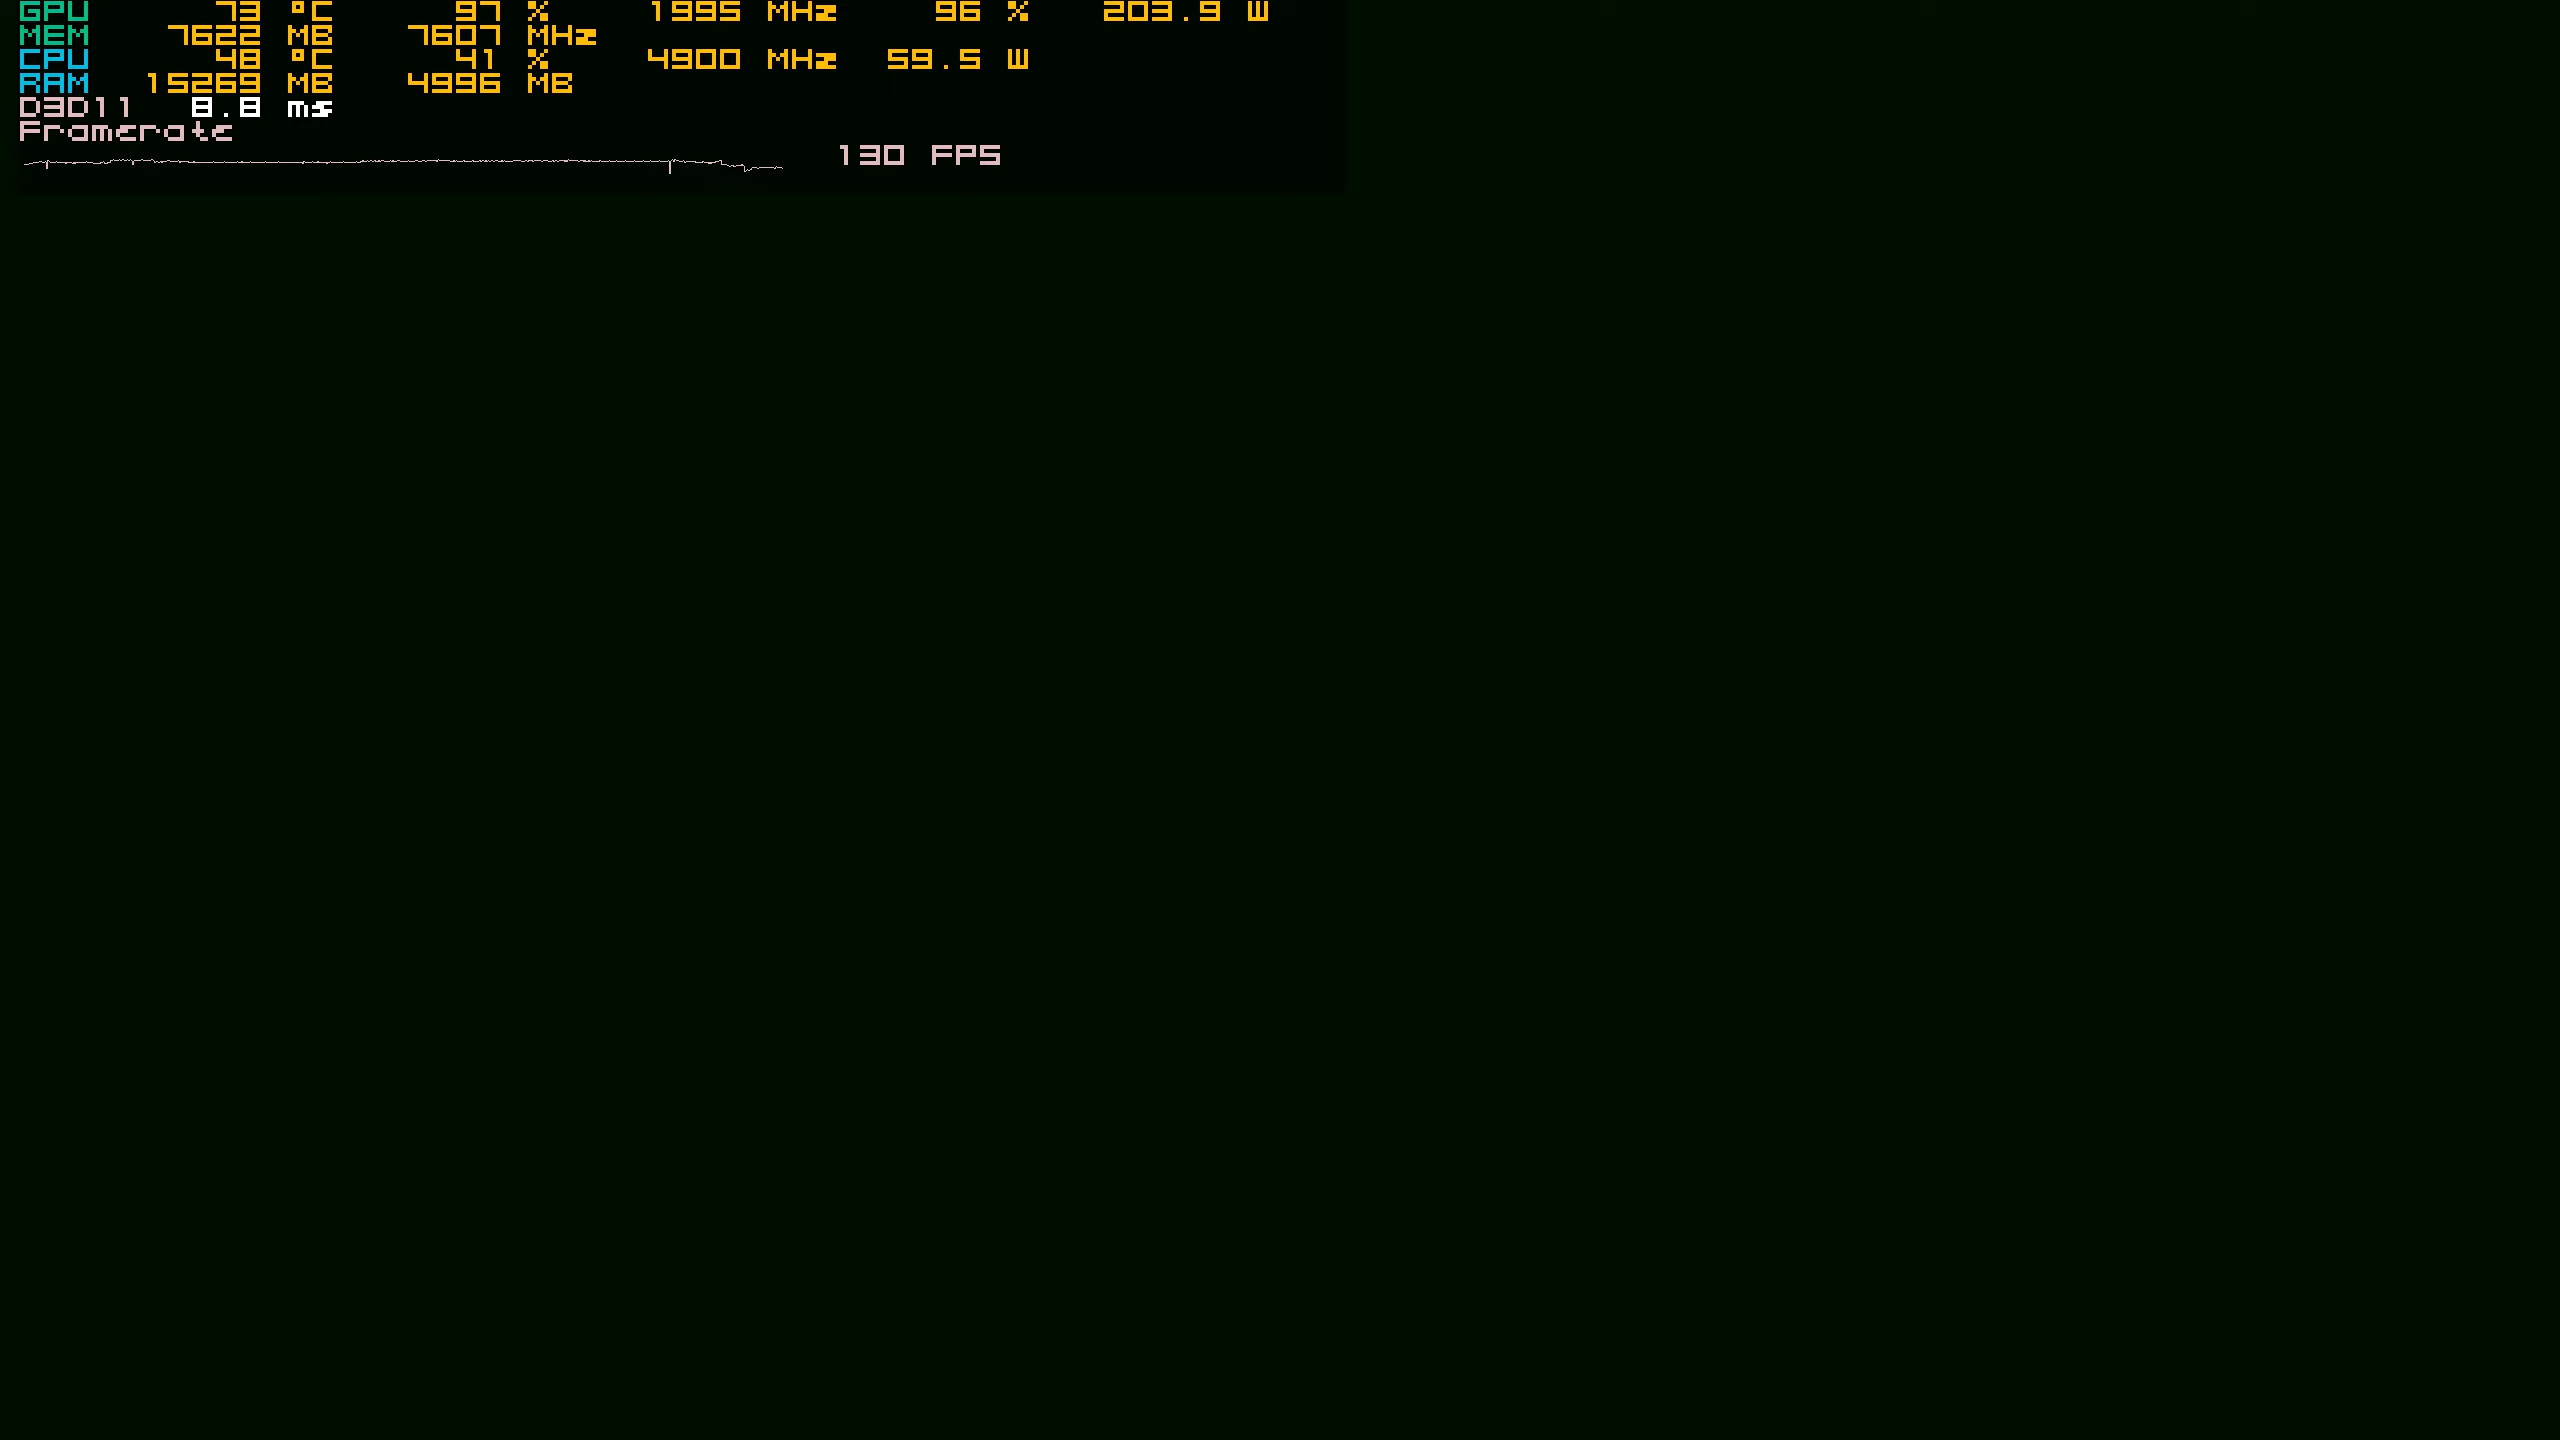 GPU 73 °C 97 % 1995 MHz 96 % 203.9 W
MEM 7622 MB 7607 MHz
CPU 48 °C 41 % 4900 MHz 59.5 W
RAM 15269 MB 4996 MB
D3D11 8.8 ms
Framerate
130 FPS